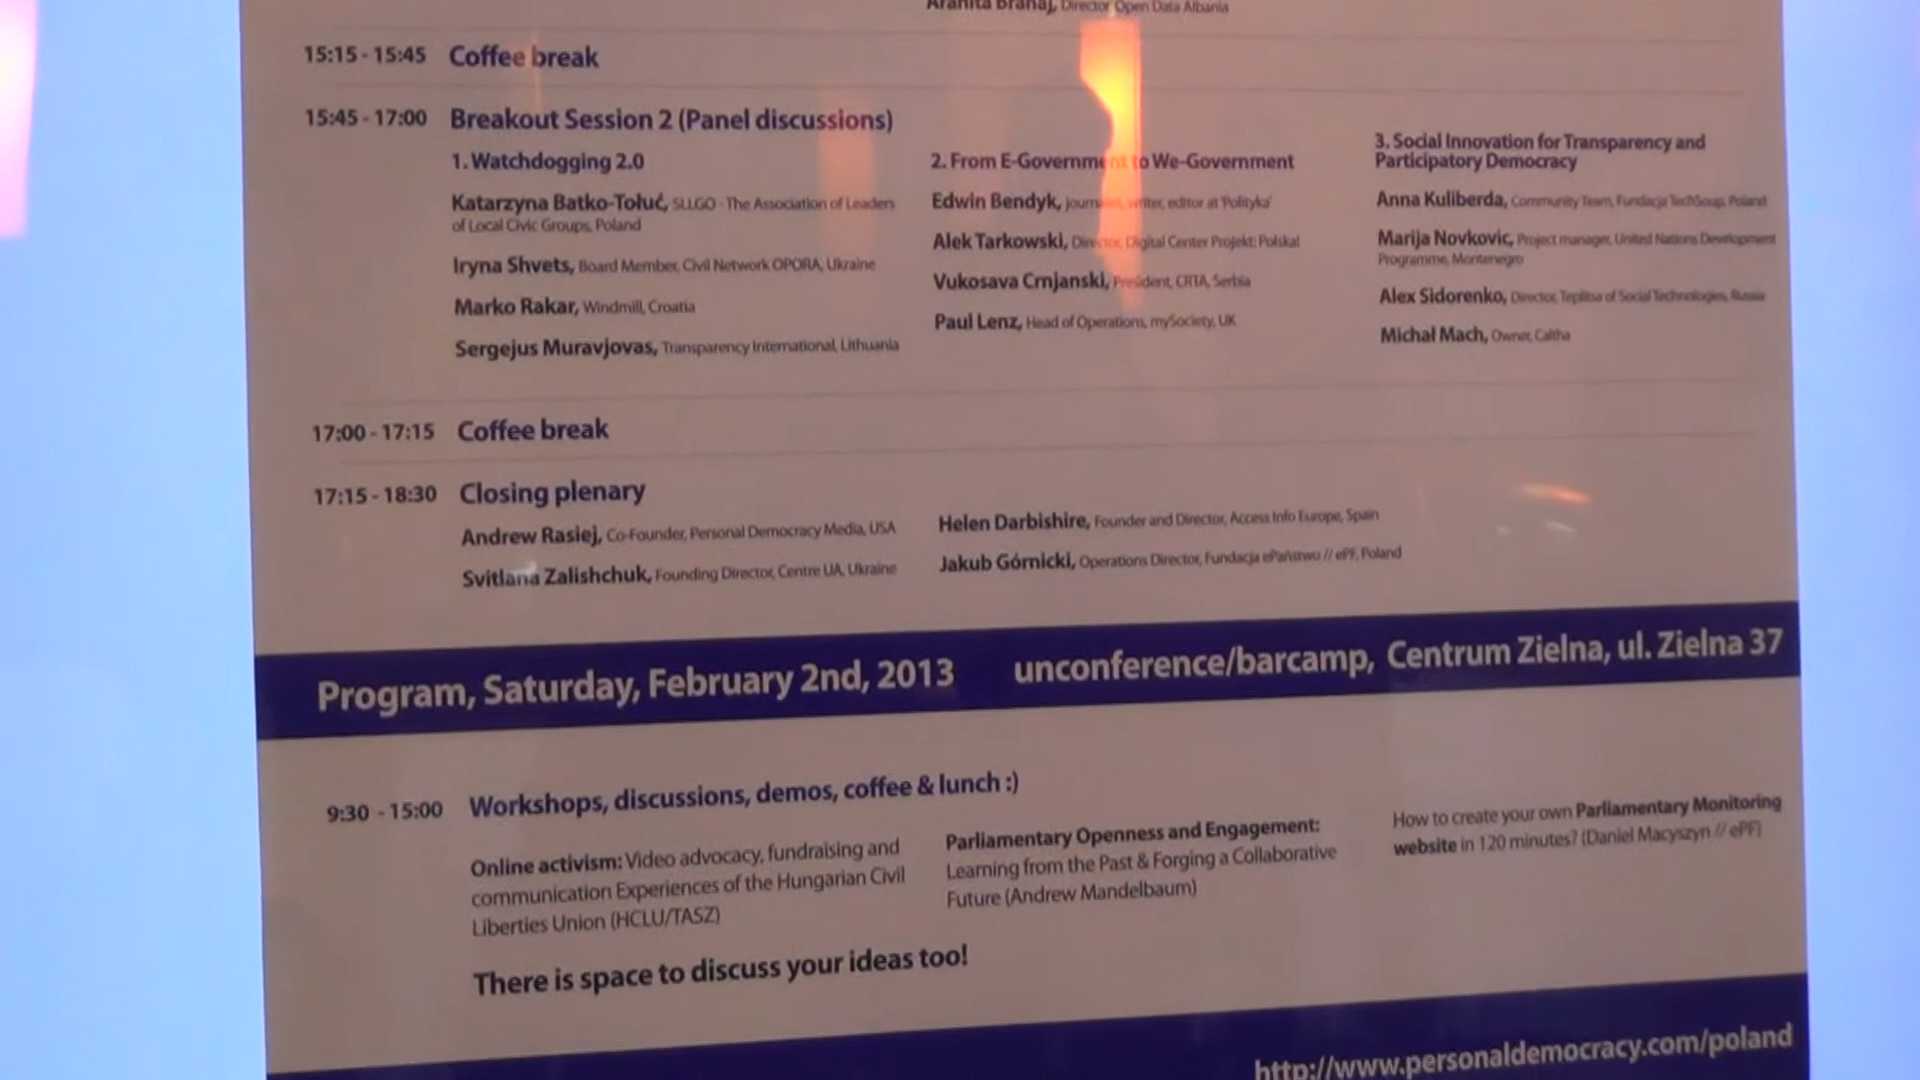 Aranita Brahaj, Director Open Data Albania
15:15 - 15:45 Coffee break
15:45 - 17:00 Breakout Session 2 (Panel discussions)
1. Watchdogging 2.0
Katarzyna Batko-Tołuć, SLLGO - The Association of Leaders
of Local Civic Groups, Poland
Iryna Shvets, Board Member, Civil Network OPORA, Ukraine
Marko Rakar, Windmill, Croatia
Sergejus Muravjovas, Transparency International, Lithuania
2. From E-Government to We-Government
Edwin Bendyk, journalist, writer, editor at 'Polityka'
Alek Tarkowski, Director, Digital Center Projekt: Polska!
Vukosava Crnjanski, President, CRTA, Serbia
Paul Lenz, Head of Operations, mySociety, UK
3. Social Innovation for Transparency and
Participatory Democracy
Anna Kuliberda, Community Team, Fundacja TechSoup, Poland
Marija Novkovic, Project manager, United Nations Development
Programme, Montenegro
Alex Sidorenko, Director, Teplitsa of Social Technologies, Russia
Michał Mach, Owner, Caltha
17:00 - 17:15 Coffee break
17:15 - 18:30 Closing plenary
Andrew Rasiej, Co-Founder, Personal Democracy Media, USA
Svitlana Zalishchuk, Founding Director, Centre UA, Ukraine
Helen Darbishire, Founder and Director, Access Info Europe, Spain
Jakub Górnicki, Operations Director, Fundacja ePaństwo // ePF, Poland
Program, Saturday, February 2nd, 2013 unconference/barcamp, Centrum Zielna, ul. Zielna 37
9:30 - 15:00 Workshops, discussions, demos, coffee & lunch :)
Online activism: Video advocacy, fundraising and
communication Experiences of the Hungarian Civil
Liberties Union (HCLU/TASZ)
Parliamentary Openness and Engagement:
Learning from the Past & Forging a Collaborative
Future (Andrew Mandelbaum)
How to create your own Parliamentary Monitoring
website in 120 minutes? (Daniel Macyszyn // ePF)
There is space to discuss your ideas too!
http://www.personaldemocracy.com/poland